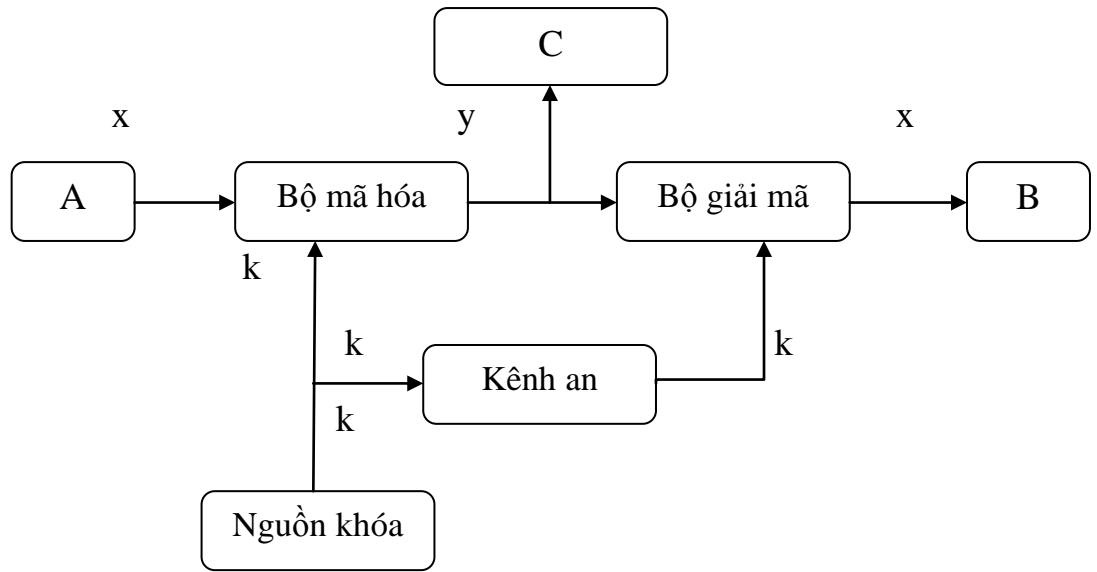 C
x
y
x
A
Bộ mã hóa
Bộ giải mã
B
k
k
k
Kênh an
k
Nguồn khóa